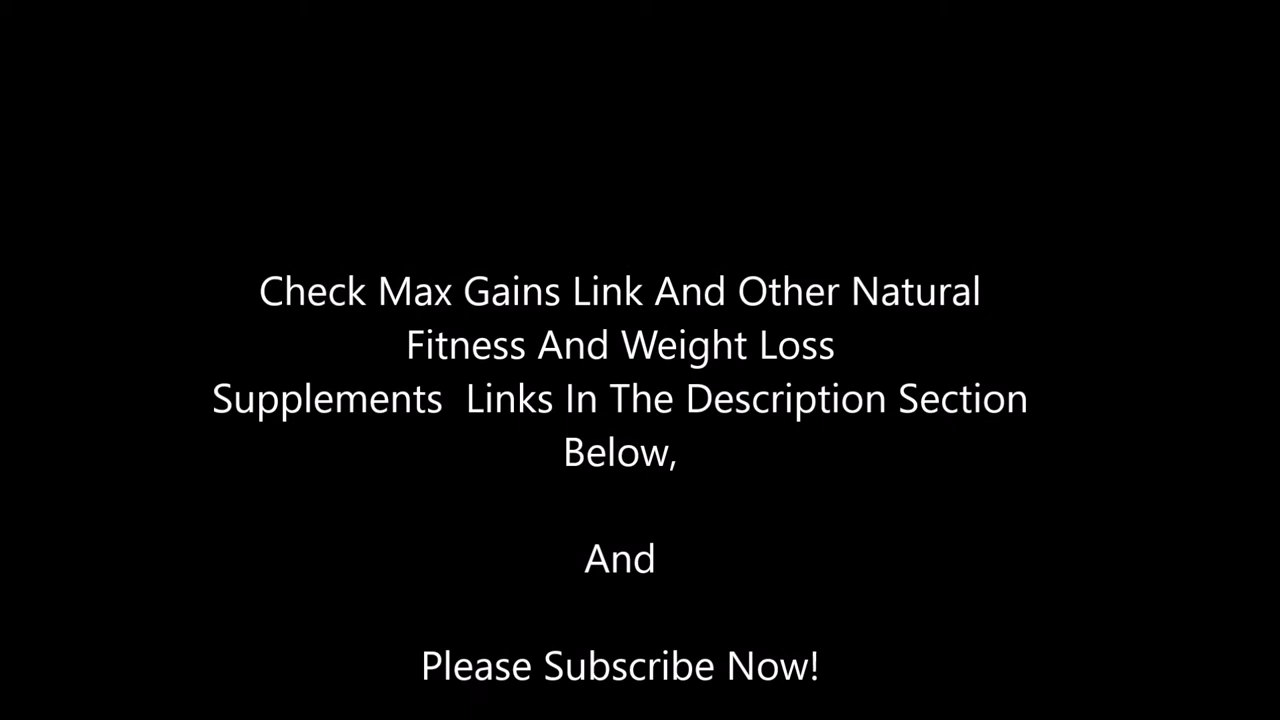 Check Max Gains Link And Other Natural
Fitness And Weight Loss
Supplements  Links In The Description Section
Below,
And
Please Subscribe Now!